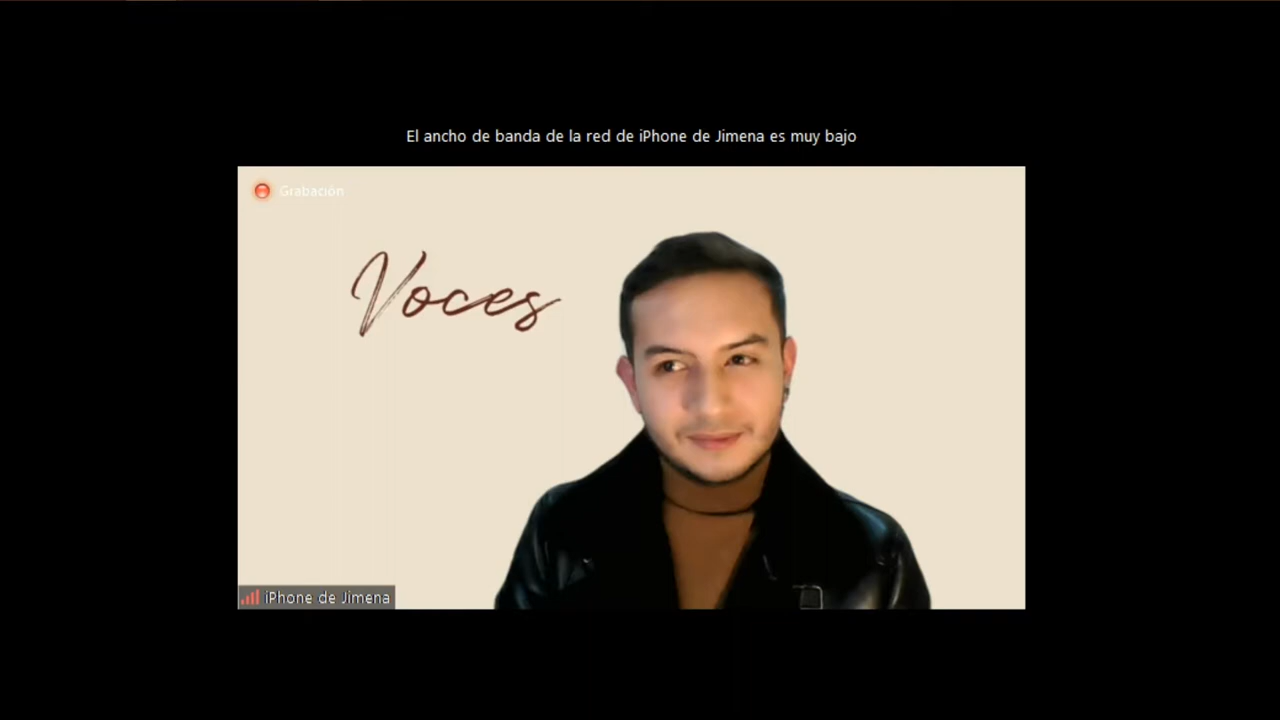 El ancho de banda de la red de iPhone de Jimena es muy bajo
Grabación
Voces
iPhone de Jimena